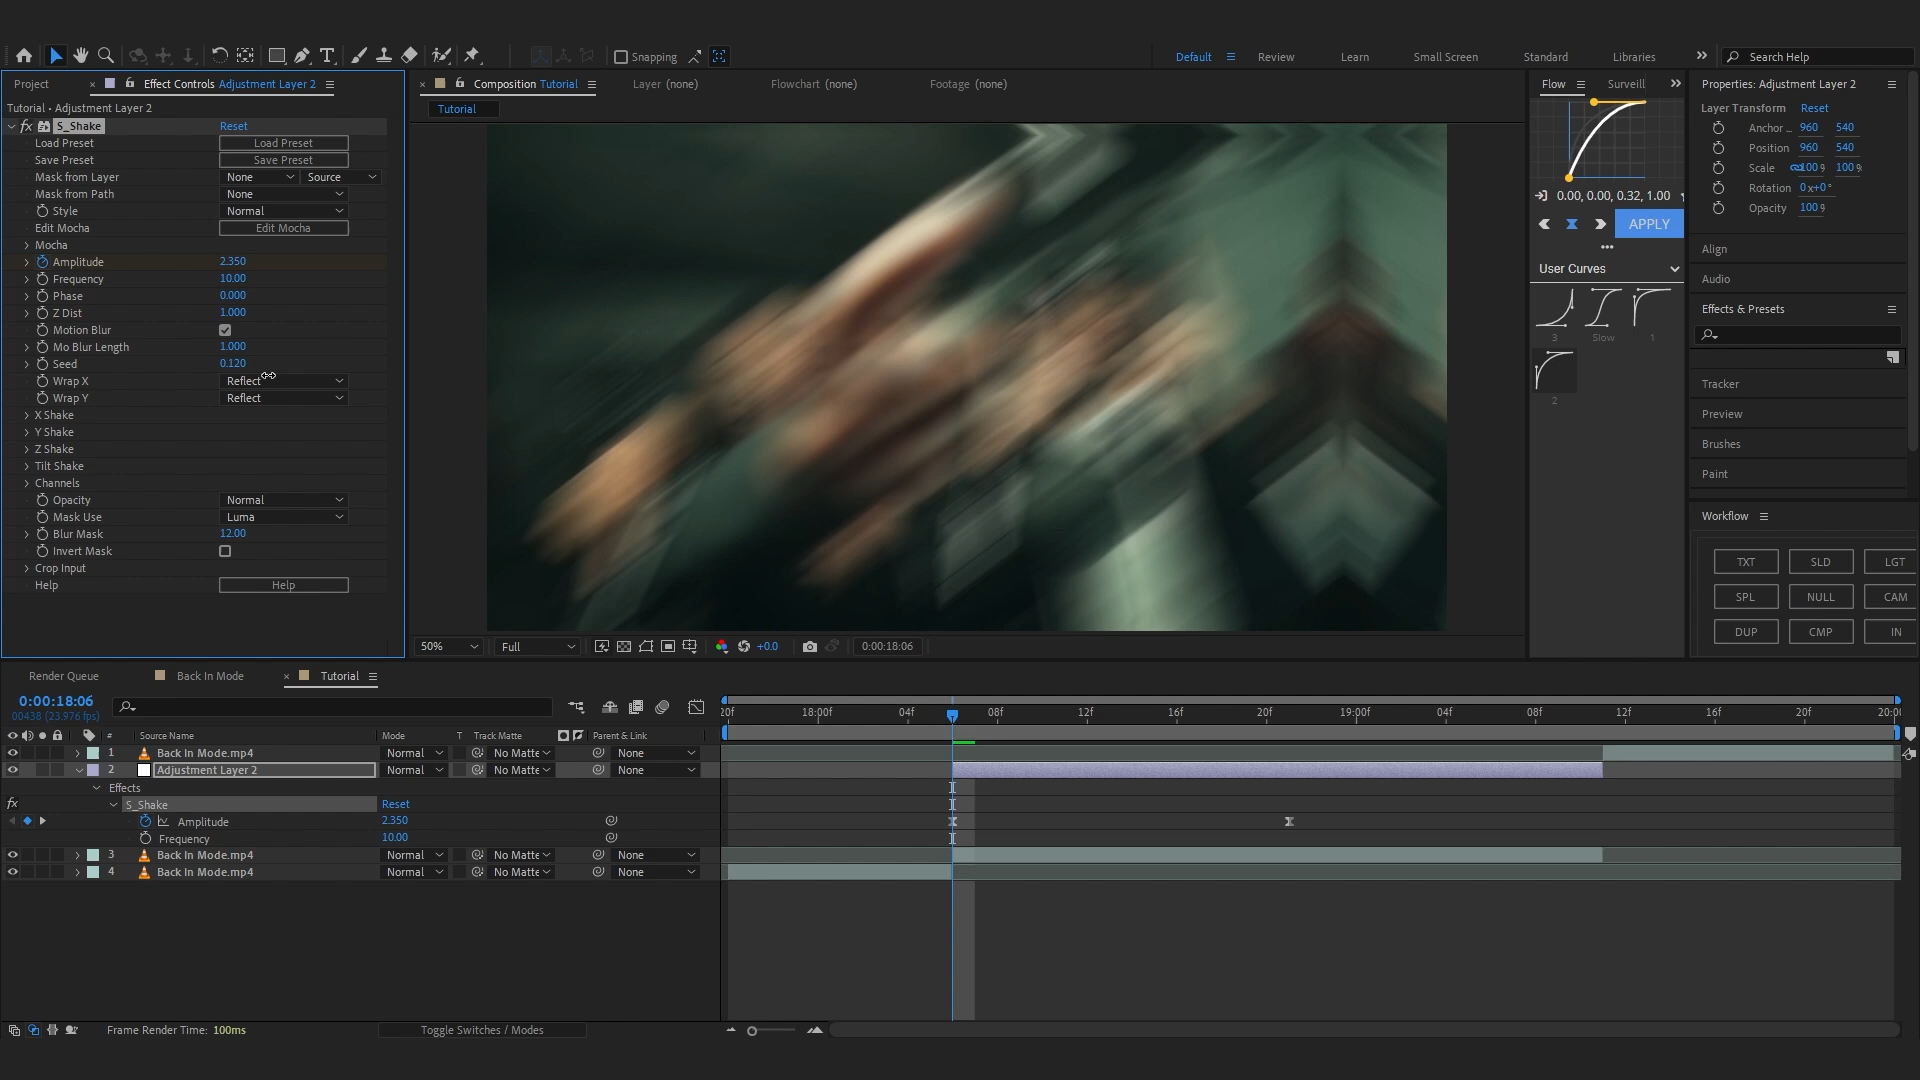 Snapping
Default
Review
Learn
Small Screen
Standard
Libraries
Search Help
Project
Effect Controls Adjustment Layer 2
Composition Tutorial
Layer (none)
Flowchart (none)
Footage (none)
Flow
Surveill
Properties: Adjustment Layer 2
Tutorial • Adjustment Layer 2
Tutorial
Layer Transform Reset
fx S_Shake Reset
Anchor ... 960 540
Load Preset Load Preset
Position 960 540
Save Preset Save Preset
Scale 100 % 100 %
Mask from Layer None Source
Rotation 0 x+0 °
Mask from Path None
0.00, 0.00, 0.32, 1.00
Opacity 100 %
Style Normal
APPLY
Edit Mocha Edit Mocha
Mocha
Align
Amplitude 2.350
User Curves
Audio
Frequency 10.00
Phase 0.000
Effects & Presets
Z Dist 1.000
Motion Blur
3 Slow 1
Mo Blur Length 1.000
Seed 0.120
Wrap X Reflect
Tracker
Wrap Y Reflect
2
X Shake
Preview
Y Shake
Brushes
Z Shake
Tilt Shake
Paint
Channels
Opacity Normal
Mask Use Luma
Workflow
Blur Mask 12.00
Invert Mask
TXT SLD LGT
Crop Input
Help Help
SPL NULL CAM
DUP CMP IN
50% Full +0.0 0:00:18:06
Render Queue
Back In Mode
Tutorial
0:00:18:06
00438 (23.976 fps)
20f 18:00f 04f 08f 12f 16f 20f 19:00f 04f 08f 12f 16f 20f 20:00
# Source Name Mode T Track Matte Parent & Link
1 Back In Mode.mp4 Normal No Matte None
2 Adjustment Layer 2 Normal No Matte None
Effects
fx S_Shake Reset
Amplitude 2.350
Frequency 10.00
3 Back In Mode.mp4 Normal No Matte None
4 Back In Mode.mp4 Normal No Matte None
Frame Render Time: 100ms
Toggle Switches / Modes